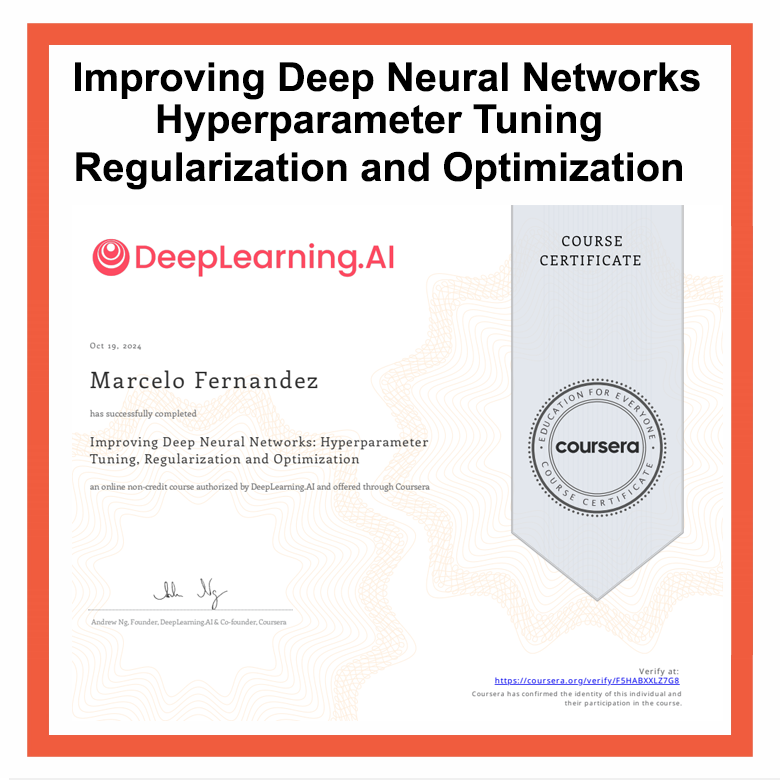 Improving Deep Neural Networks
Hyperparameter Tuning
Regularization and Optimization
DeepLearning.AI
COURSE
CERTIFICATE
Oct 19, 2024
Marcelo Fernandez
has successfully completed
Improving Deep Neural Networks: Hyperparameter
Tuning, Regularization and Optimization
an online non-credit course authorized by DeepLearning.AI and offered through Coursera
EDUCATION FOR EVERYONE
coursera
COURSE CERTIFICATE
Andrew Ng, Founder, DeepLearning.AI & Co-founder, Coursera
Verify at:
https://coursera.org/verify/F5HABXXLZ7G8
Coursera has confirmed the identity of this individual and
their participation in the course.